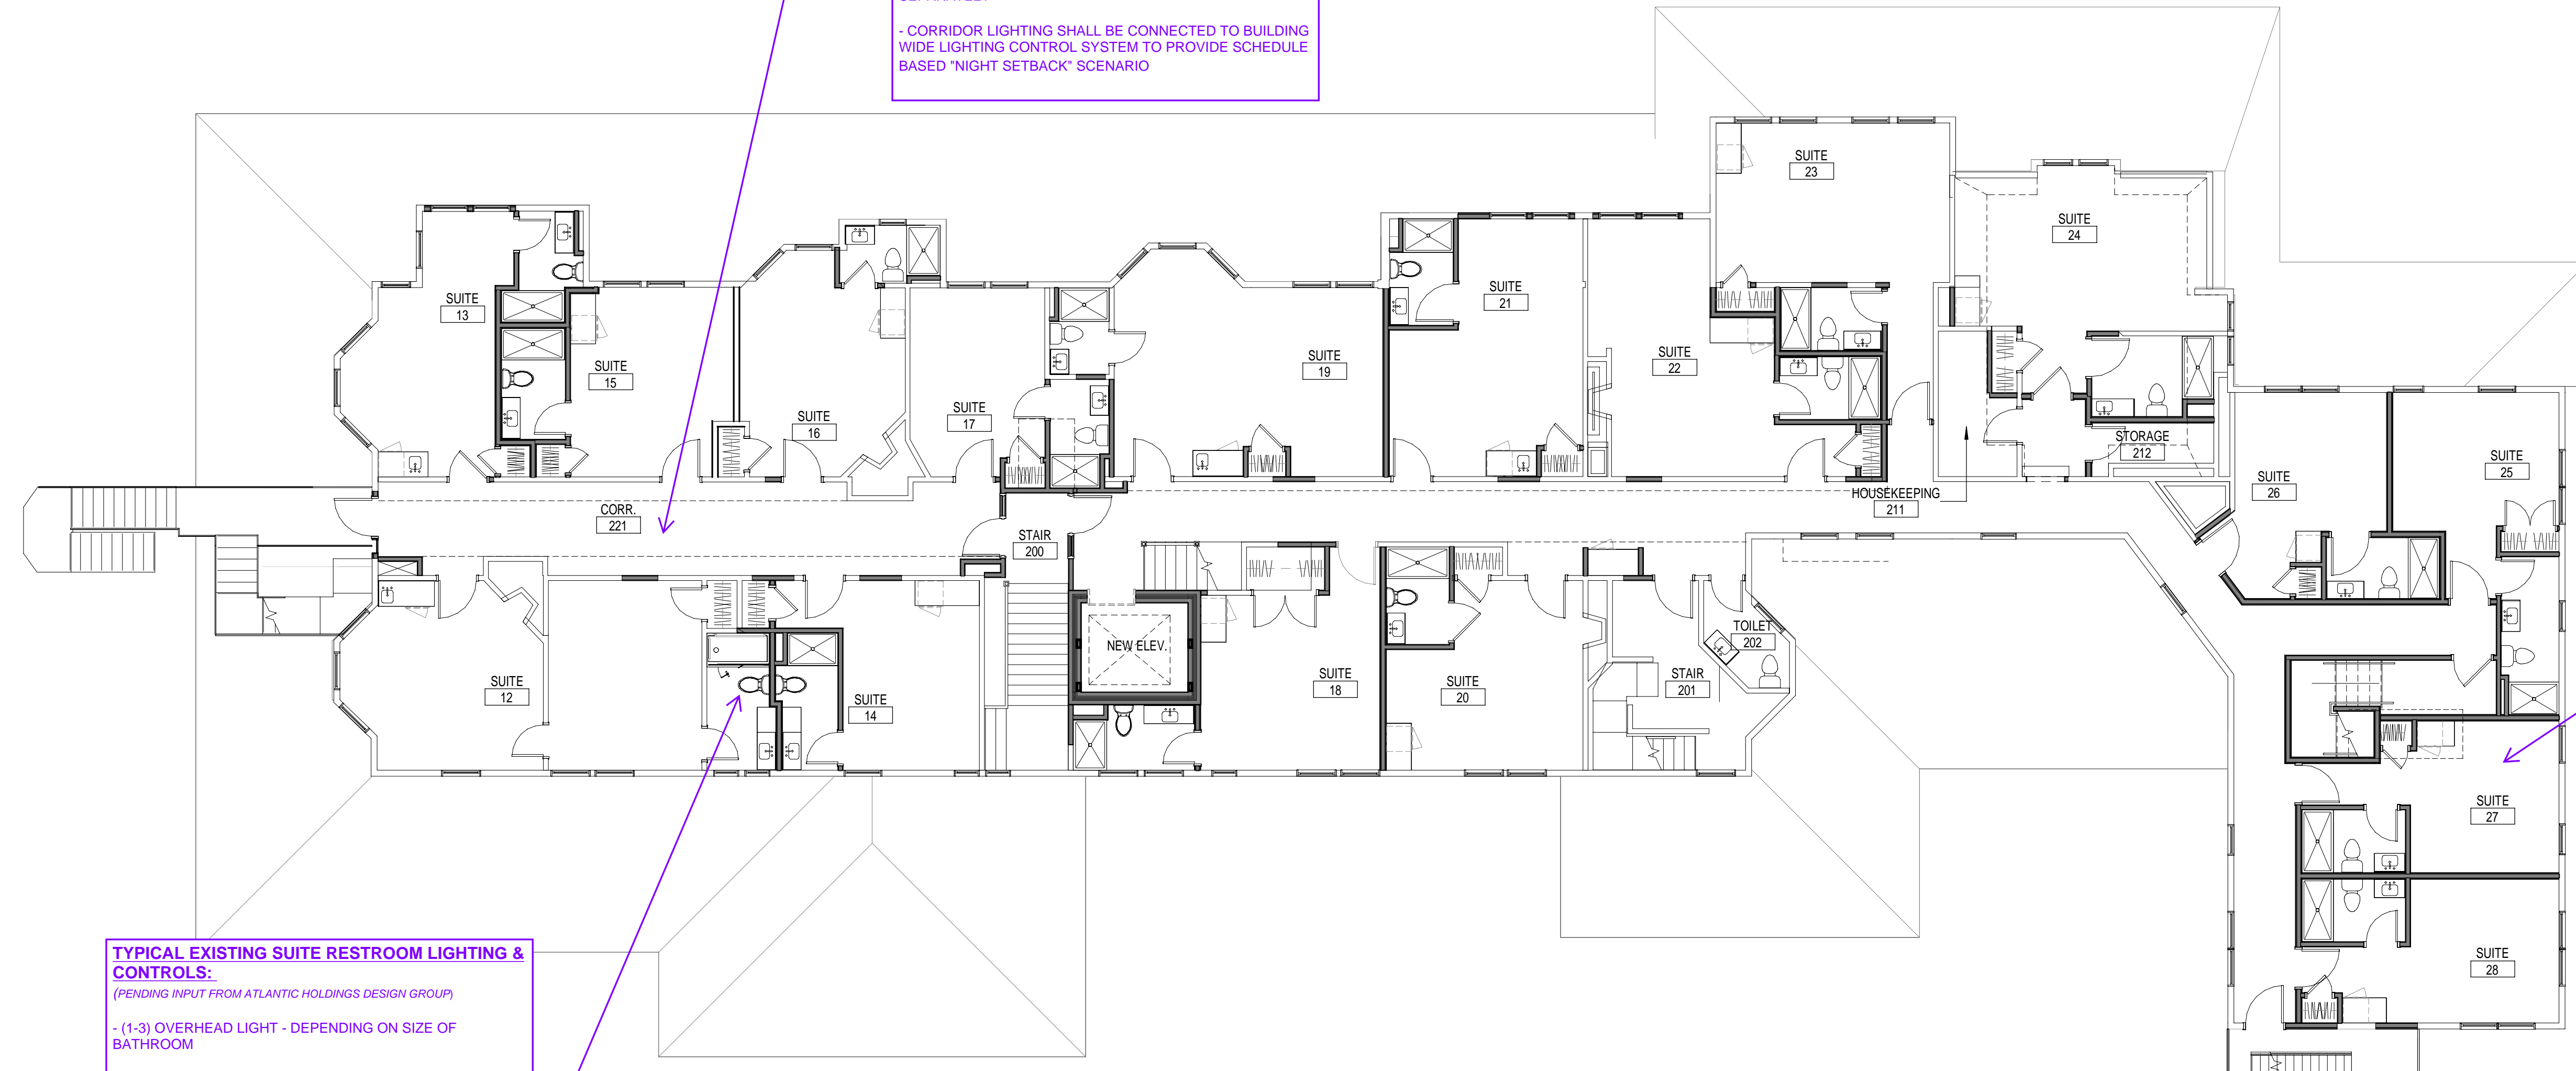 SEPARATELY
- CORRIDOR LIGHTING SHALL BE CONNECTED TO BUILDING
WIDE LIGHTING CONTROL SYSTEM TO PROVIDE SCHEDULE
BASED "NIGHT SETBACK" SCENARIO
SUITE
23
SUITE
24
SUITE
13
SUITE
21
SUITE
15
SUITE
19
SUITE
22
SUITE
16
SUITE
17
STORAGE
212
SUITE
25
SUITE
26
HOUSEKEEPING
211
CORR.
221
STAIR
200
TOILET
202
NEW ELEV.
SUITE
12
SUITE
14
SUITE
18
SUITE
20
STAIR
201
SUITE
27
SUITE
28
TYPICAL EXISTING SUITE RESTROOM LIGHTING &
CONTROLS:
(PENDING INPUT FROM ATLANTIC HOLDINGS DESIGN GROUP)
- (1-3) OVERHEAD LIGHT - DEPENDING ON SIZE OF
BATHROOM